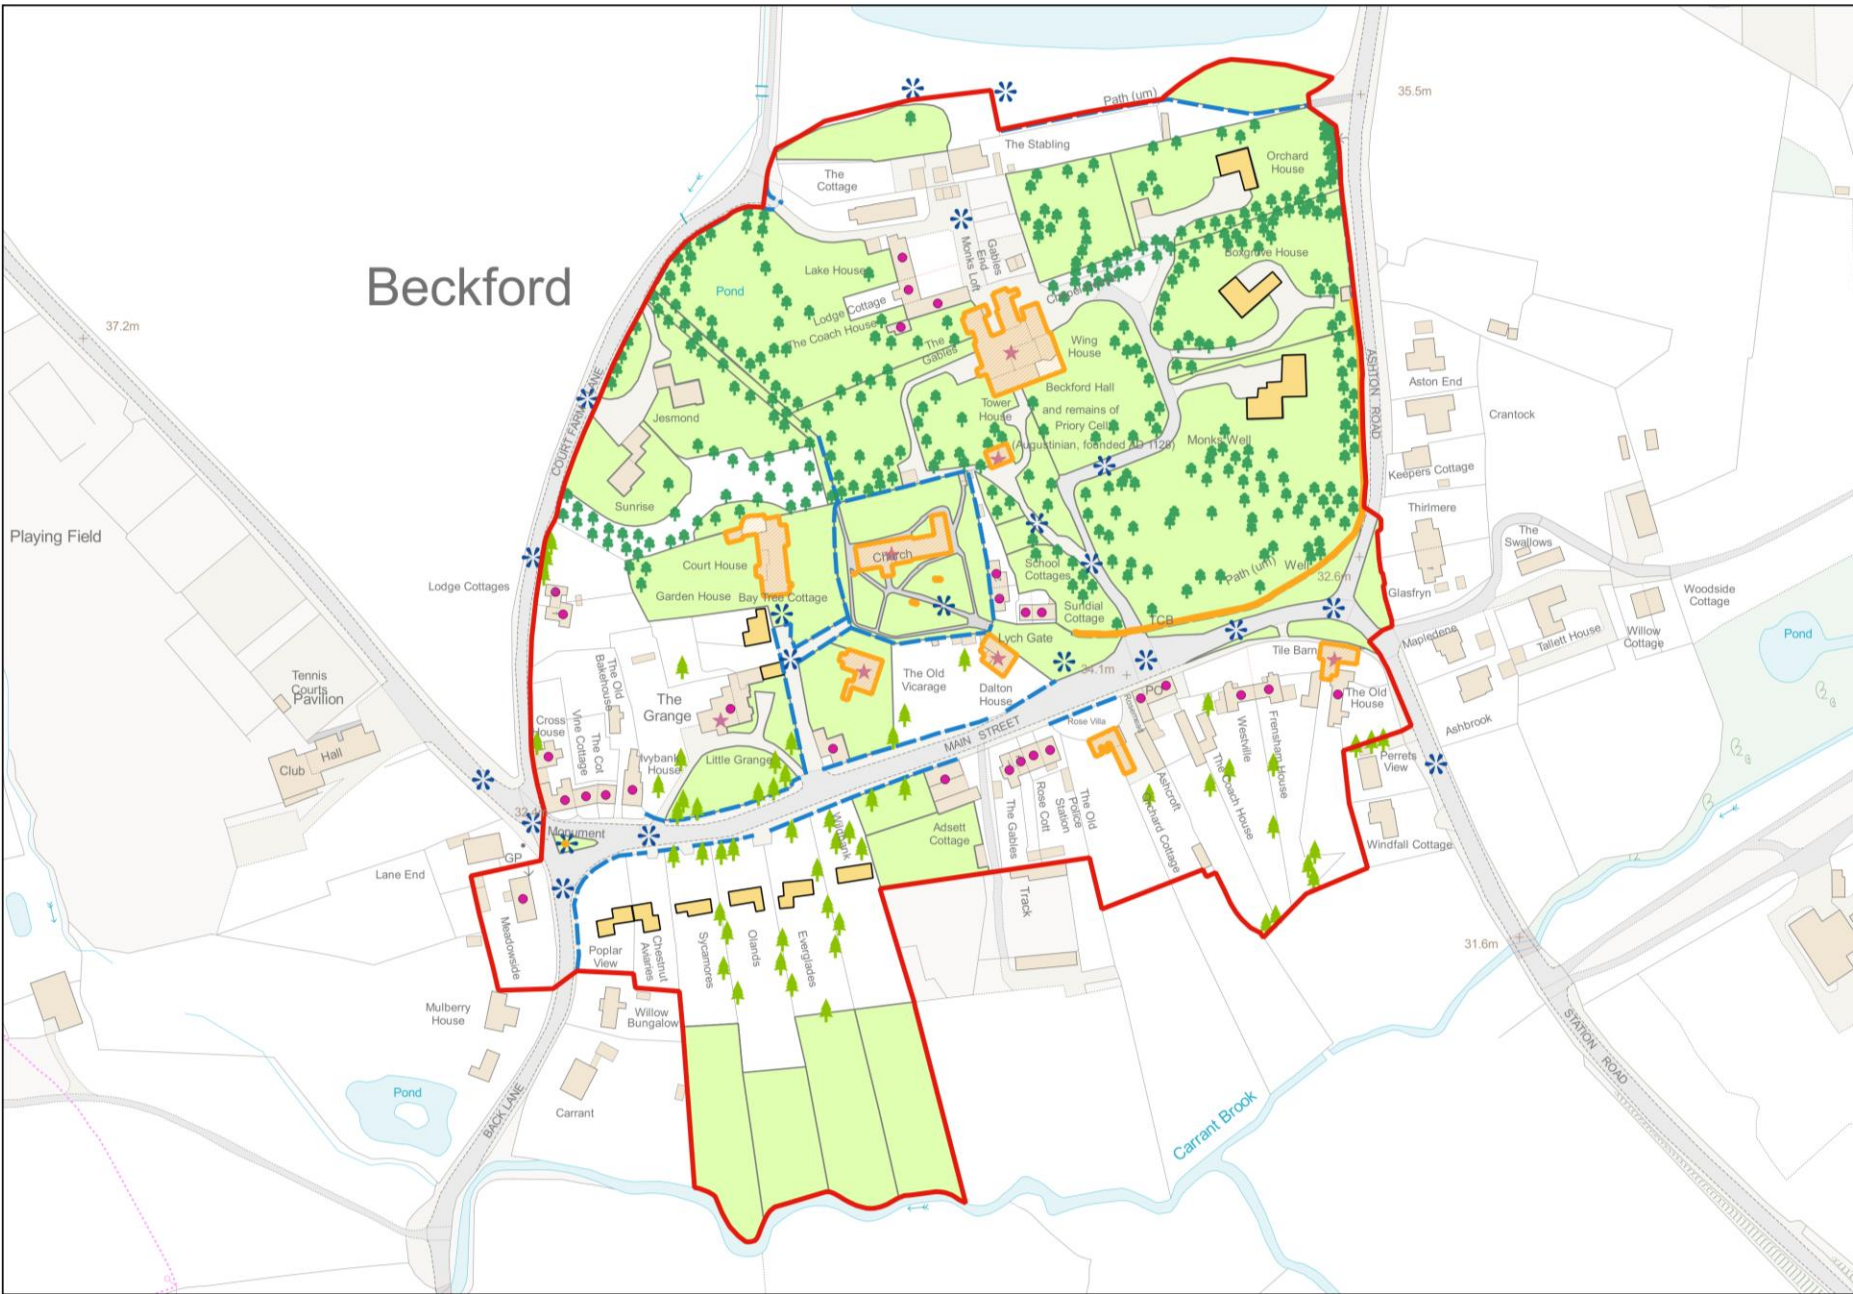 Path (um)
35.5m
The Stabling
Orchard
House
The
Cottage
Beckford
Gables
End
Monks Loft
Boxgrove House
Lake House
Pond
37.2m
Lodge Cottage
The Coach House
The
Gables
Wing
House
COURT FARM LANE
ASHTON ROAD
Aston End
Jesmond
Beckford Hall
Tower
House
and remains of
Priory Cell
(Augustinian, founded AD 1128)
Crantock
Monks Well
Keepers Cottage
Sunrise
Thirlmere
Playing Field
The
Swallows
Church
Court House
School
Cottages
Path (um)
Well
32.6m
Lodge Cottages
Garden House
Bay Tree Cottage
Glasfryn
Woodside
Cottage
Sundial
Cottage
TCB
Lych Gate
Mapledene
Tallett House
Willow
Cottage
Pond
The Old
Bakehouse
Tile Barn
34.1m
The Old
Vicarage
Tennis
Courts
Pavilion
The
Grange
Dalton
House
PO
The Old
House
Cross
House
Vine Cottage
The Cot
Rose Villa
Rosemead
Westville
Frensham House
Ashbrook
MAIN STREET
Hall
Club
Ivybank
House
Little Grange
Perrets
View
Ashcroft
The Coach House
Orchard Cottage
The Gables
Rose Cott
The Old
Police
Station
Monument
Wildbank
Adsett
Cottage
Windfall Cottage
GP
Lane End
Track
Meadowside
Poplar
View
Chestnut
Aviaries
Sycamores
Olands
Everglades
31.6m
Mulberry
House
Willow
Bungalow
STATION ROAD
Pond
Carrant
BACK LANE
Carrant Brook